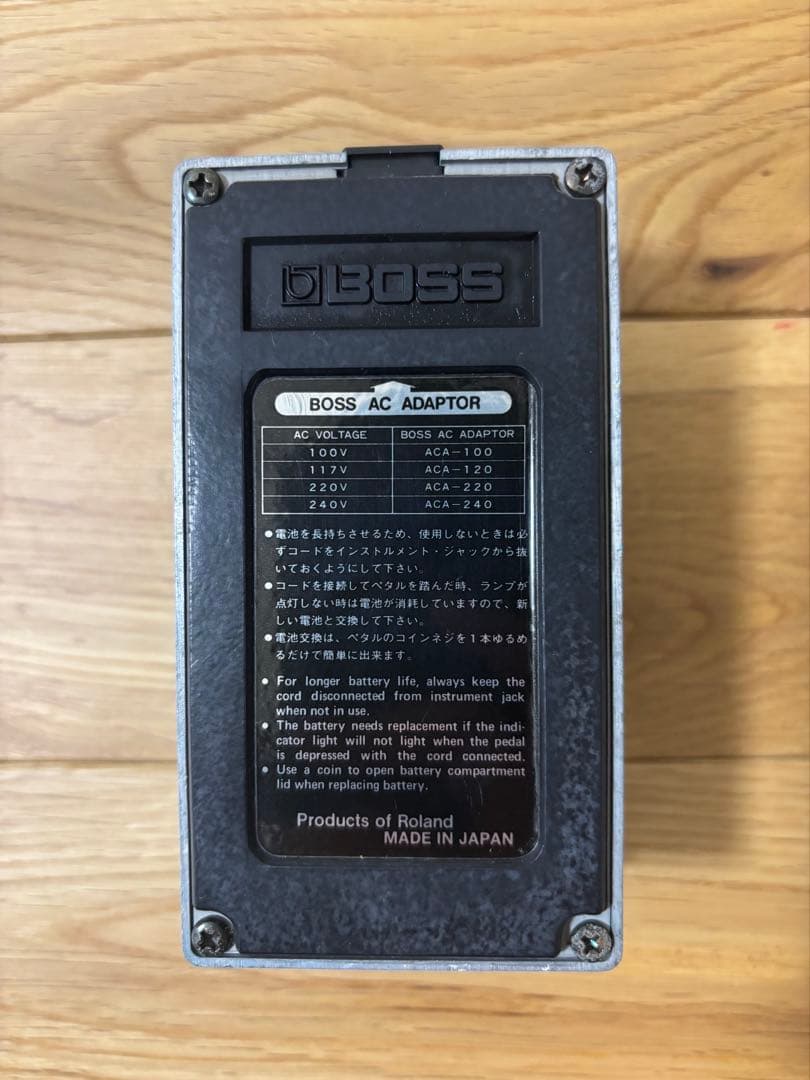 BOSS
BOSS AC ADAPTOR
AC VOLTAGE BOSS AC ADAPTOR
100V ACA-100
117V ACA-120
220V ACA-220
240V ACA-240
●電池を長持ちさせるため、使用しないときは必
ずコードをインストルメント・ジャックから抜
いておくようにして下さい。
●コードを接続してペタルを踏んだ時、ランプが
点灯しない時は電池が消耗していますので、新
しい電池と交換して下さい。
●電池交換は、ペタルのコインネジを1本ゆるめ
るだけで簡単に出来ます。
● For longer battery life, always keep the
cord disconnected from instrument jack
when not in use.
● The battery needs replacement if the indi-
cator light will not light when the pedal
is depressed with the cord connected.
● Use a coin to open battery compartment
lid when replacing battery.
Products of Roland
MADE IN JAPAN